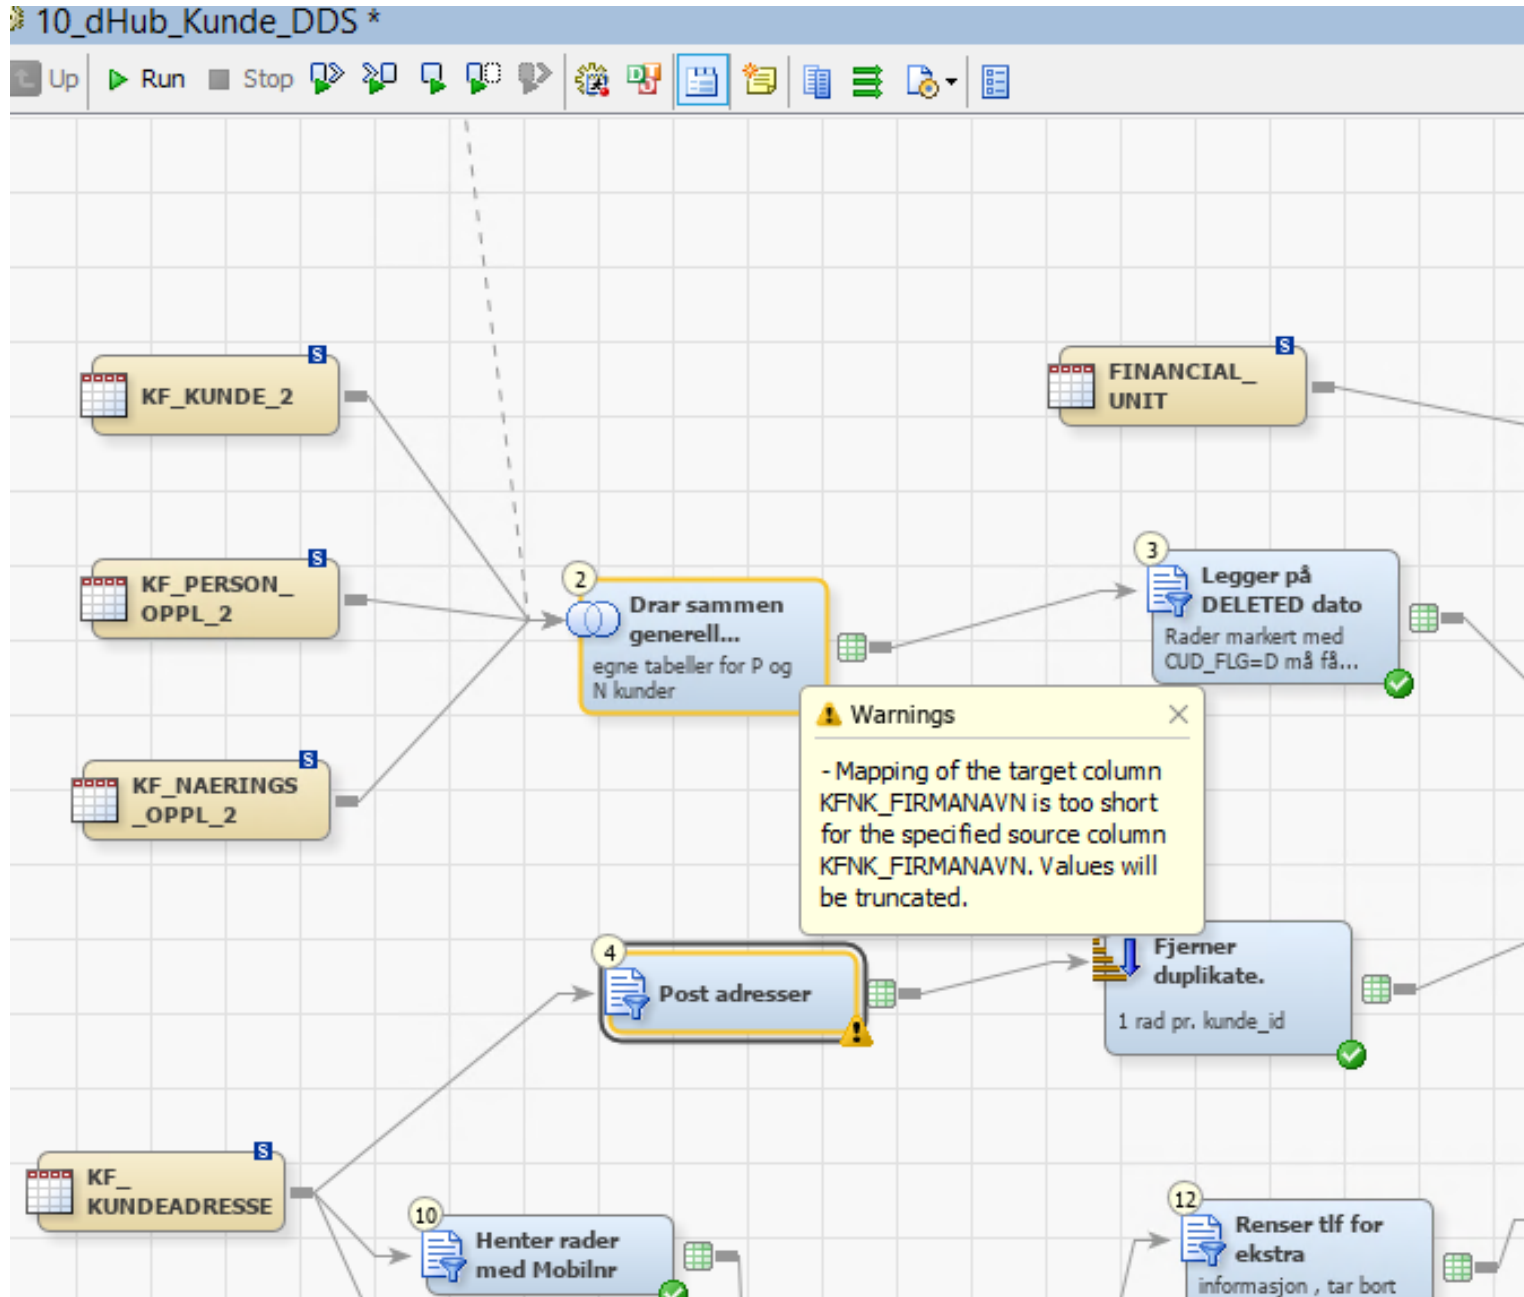 10_dHub_Kunde_DDS *
Up
Run
Stop
S
KF_KUNDE_2
S
FINANCIAL_
UNIT
S
KF_PERSON_
OPPL_2
2
Drar sammen
generell...
egne tabeller for P og
N kunder
3
Legger på
DELETED dato
Rader markert med
CUD_FLG=D må få...
S
KF_NAERINGS
_OPPL_2
Warnings
- Mapping of the target column
KFNK_FIRMANAVN is too short
for the specified source column
KFNK_FIRMANAVN. Values will
be truncated.
4
Post adresser
Fjerner
duplikate.
1 rad pr. kunde_id
S
KF_
KUNDEADRESSE
10
Henter rader
med Mobilnr
12
Renser tlf for
ekstra
informasjon , tar bort